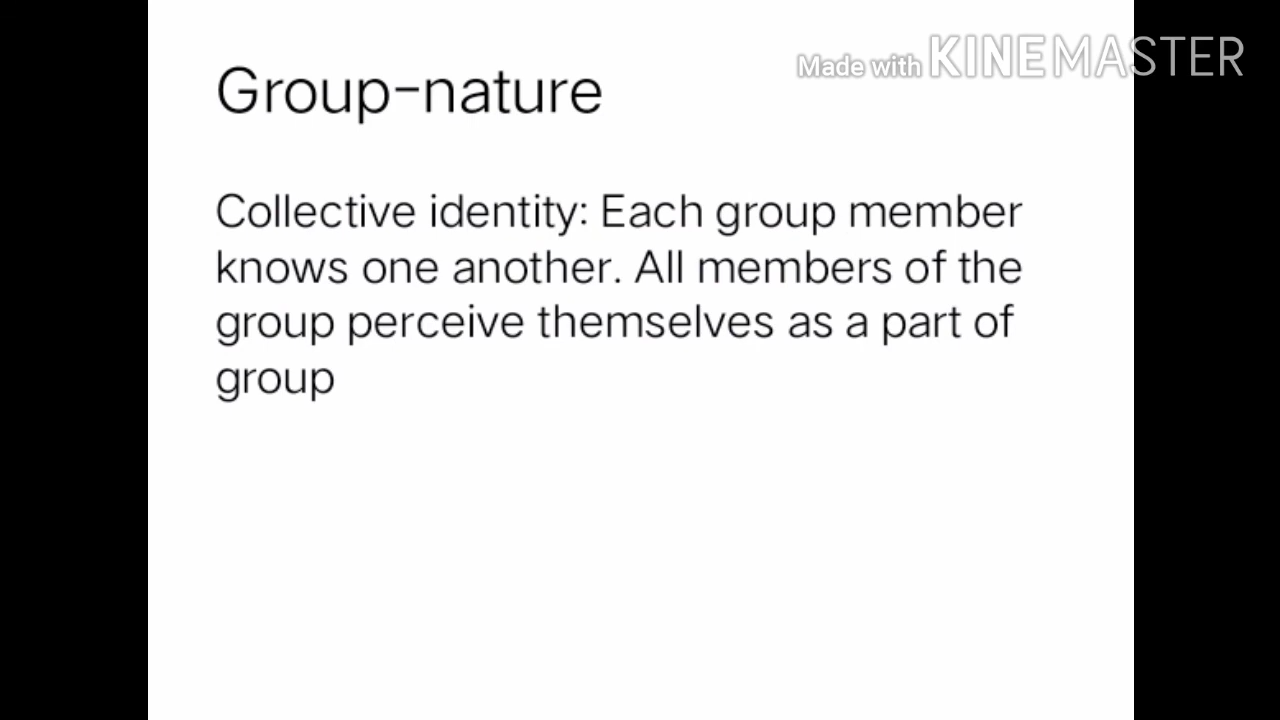 Made with KINEMASTER
Group-nature
Collective identity: Each group member
knows one another. All members of the
group perceive themselves as a part of
group